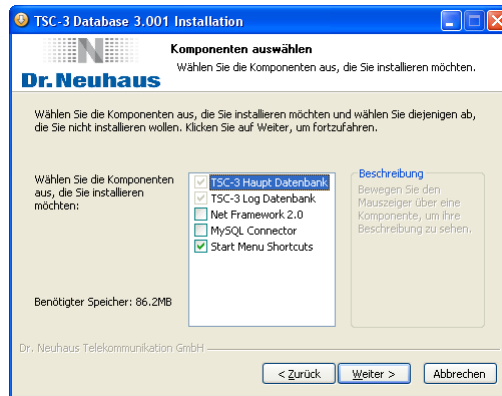 TSC-3 Database 3.001 Installation
N
Dr.Neuhaus
Komponenten auswählen
Wählen Sie die Komponenten aus, die Sie installieren möchten.
Wählen Sie die Komponenten aus, die Sie installieren möchten und wählen Sie diejenigen ab,
die Sie nicht installieren wollen. Klicken Sie auf Weiter, um fortzufahren.
Wählen Sie die Komponenten
aus, die Sie installieren
möchten:
TSC-3 Haupt Datenbank
TSC-3 Log Datenbank
Net Framework 2.0
MySQL Connector
Start Menu Shortcuts
Beschreibung
Bewegen Sie den
Mauszeiger über eine
Komponente, um ihre
Beschreibung zu sehen.
Benötigter Speicher: 86.2MB
Dr. Neuhaus Telekommunikation GmbH
< Zurück
Weiter >
Abbrechen